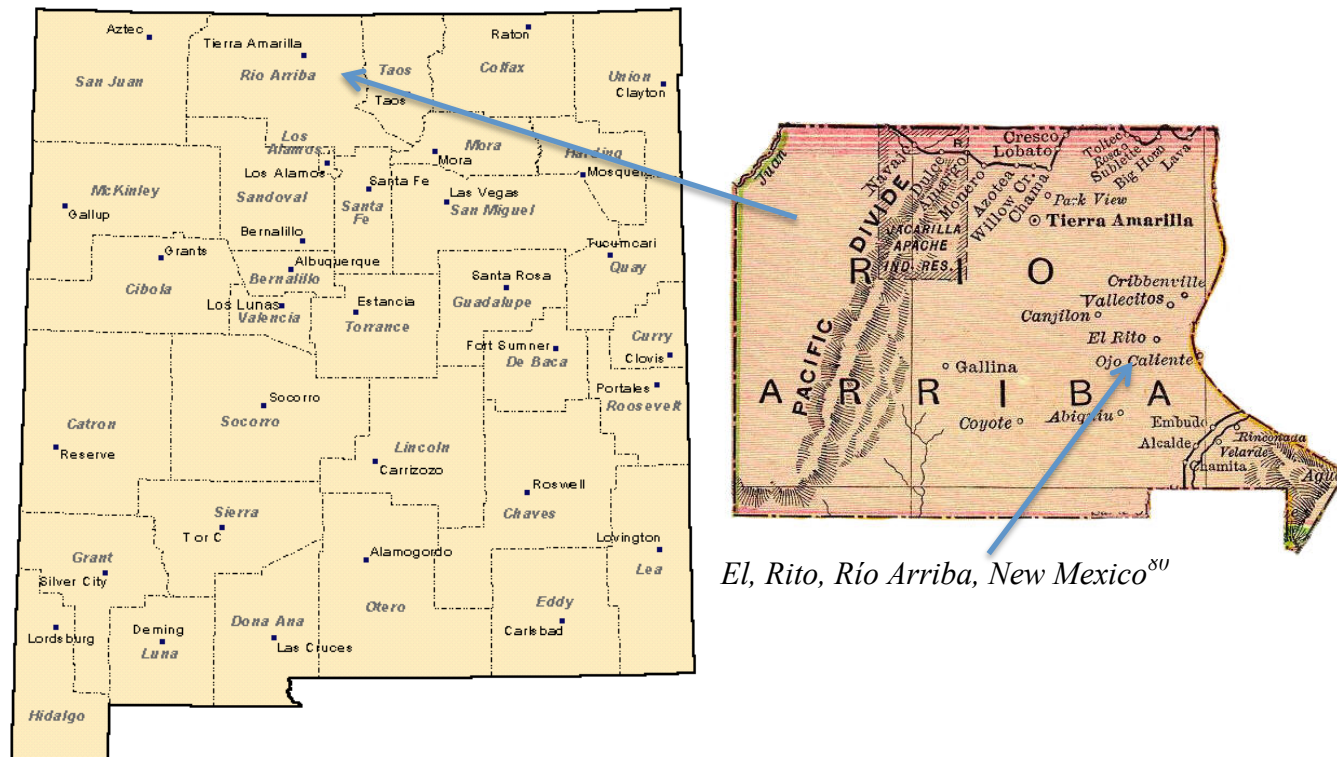 Aztec
Tierra Amarilla
Raton
San Juan
Rio Arriba
Taos
Colfax
Union
Clayton
Taos
Los
Alamos
Mora
Harding
Mora
Mosquero
Los Alamos
McKinley
Sandoval
Santa Fe
Santa
Fe
Las Vegas
San Miguel
Gallup
Bernalillo
Tucumcari
Grants
Albuquerque
Quay
Cibola
Bernalillo
Santa Rosa
Guadalupe
Los Lunas
Valencia
Estancia
Torrance
Curry
Fort Sumner
De Baca
Clovis
Portales
Roosevelt
Socorro
Catron
Socorro
Lincoln
Reserve
Carrizozo
Roswell
Chaves
Sierra
T or C
Lovington
Grant
Alamogordo
Lea
Silver City
Otero
Eddy
Dona Ana
Lordsburg
Deming
Carlsbad
Luna
Las Cruces
Hidalgo
Juan
Navajo
Dulce
Amargo
Monero
Azotea
Willow Cr.
Chama
Cresco
Lobato
Toltec
Rosco
Sublette
Big Horn
Lava
Park View
Tierra Amarilla
PACIFIC DIVIDE
JACARILLA
APACHE
IND. RES.
RIO
Cribbenville
Vallecitos
Canjilon
El Rito
Ojo Caliente
Gallina
ARRIBA
Coyote
Abiquiu
Embudo
Alcalde
Rinconada
Velarde
Chamita
El, Rito, Río Arriba, New Mexico⁸⁰